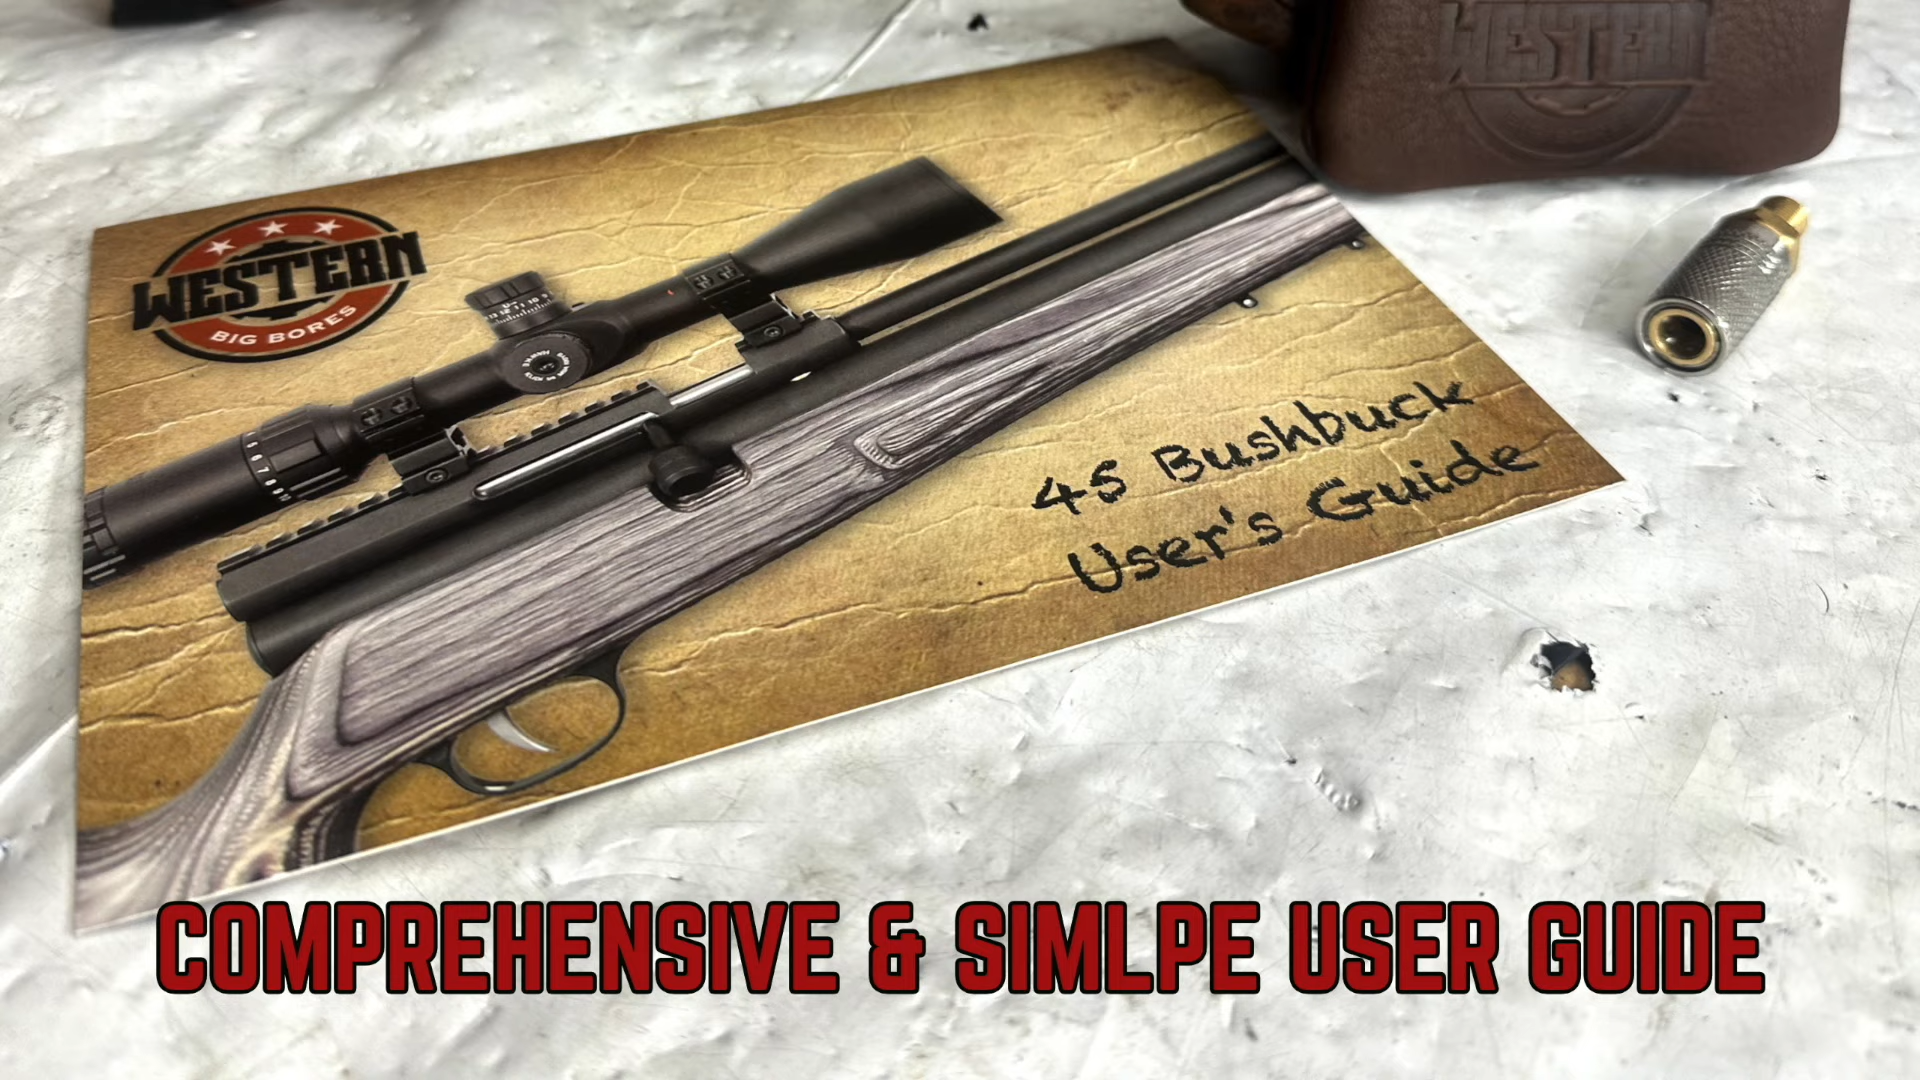 WESTERN
WESTERN
BIG BORES
45 Bushbuck
User's Guide
COMPREHENSIVE & SIMLPE USER GUIDE